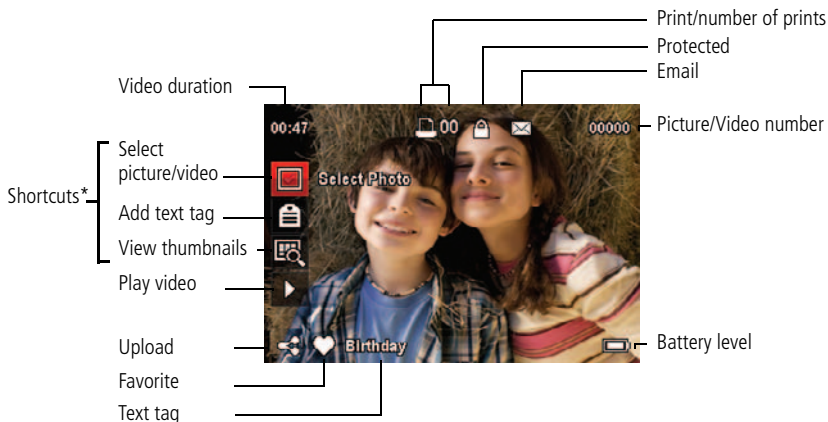 Print/number of prints
Protected
Email
Video duration
00:47
00
00000
Picture/Video number
Select
picture/video
Select Photo
Shortcuts*
Add text tag
View thumbnails
Play video
Upload
Birthday
Battery level
Favorite
Text tag